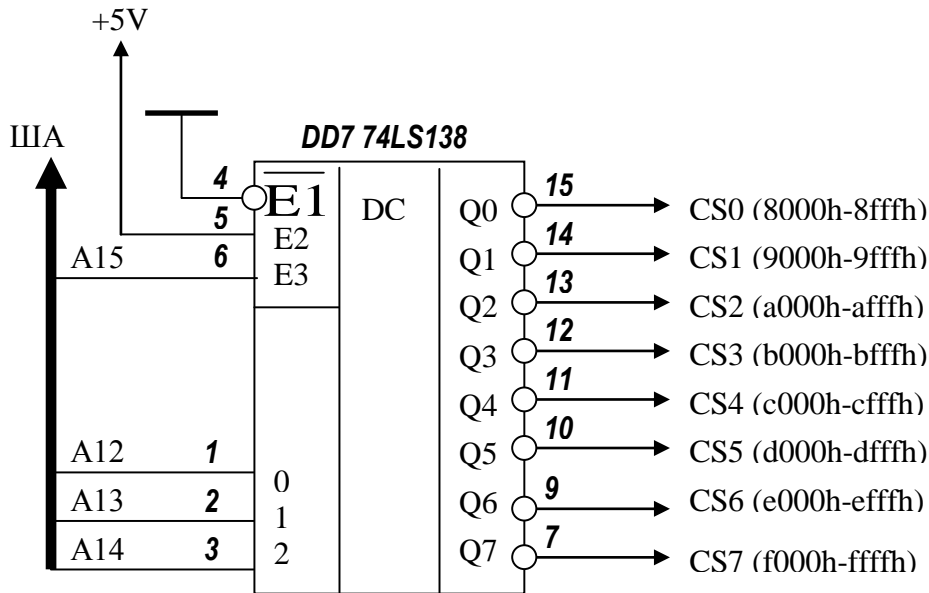 +5V
ША
DD7 74LS138
4
E1
DC
5
E2
A15
6
E3
Q0
15
CS0 (8000h-8fffh)
Q1
14
CS1 (9000h-9fffh)
Q2
13
CS2 (a000h-afffh)
Q3
12
CS3 (b000h-bfffh)
Q4
11
CS4 (c000h-cfffh)
Q5
10
CS5 (d000h-dfffh)
Q6
9
CS6 (e000h-efffh)
Q7
7
CS7 (f000h-ffffh)
A12
1
0
A13
2
1
A14
3
2